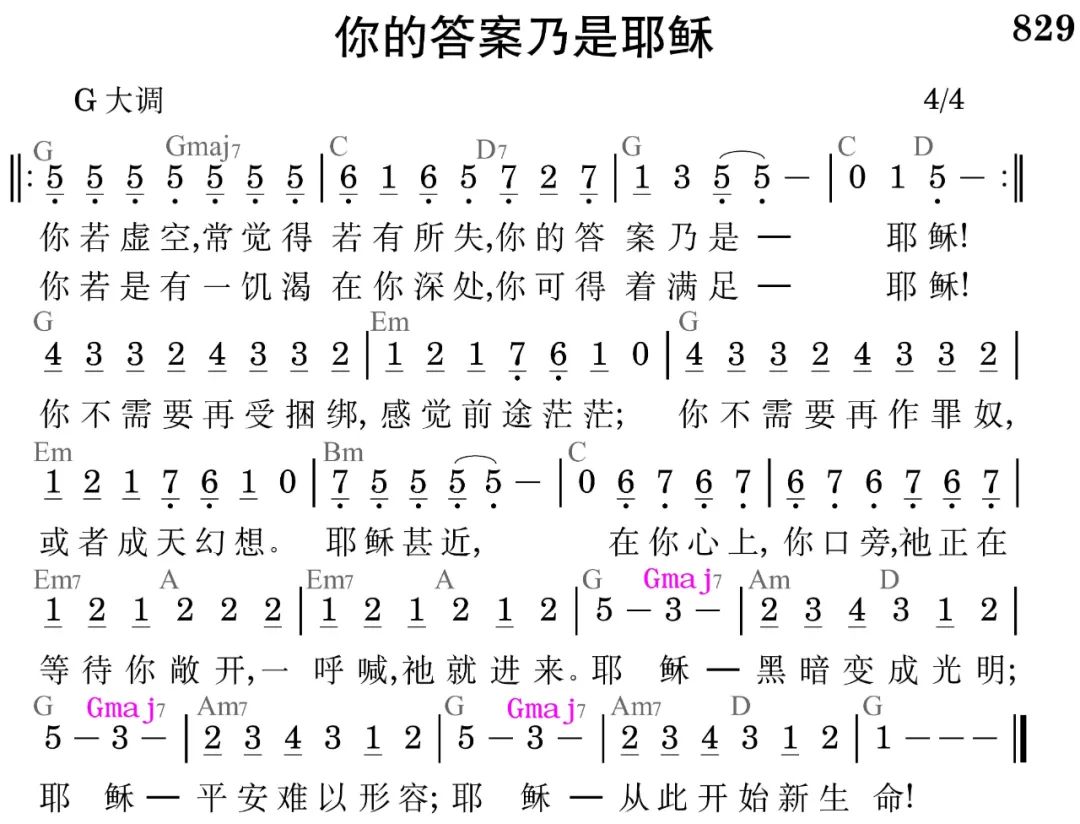 你的答案乃是耶稣 829
G 大调 4/4
G Gmaj7 C D7 G C D
‖: 5 5 5 5 5 5 5 | 6 1 6 5 7 2 7 | 1 3 5 5 — | 0 1 5 — :‖
你若虚空,常觉得 若有所失,你的答 案乃是 — 耶稣!
你若是有一饥渴 在你深处,你可得 着满足 — 耶稣!
G Em G
4 3 3 2 4 3 3 2 | 1 2 1 7 6 1 0 | 4 3 3 2 4 3 3 2 |
你不需要再受捆绑, 感觉前途茫茫; 你不需要再作罪奴,
Em Bm C
1 2 1 7 6 1 0 | 7 5 5 5 5 — | 0 6 7 6 7 | 6 7 6 7 6 7 |
或者成天幻想。 耶稣甚近, 在你心上, 你口旁,祂正在
Em7 A Em7 A G Gmaj7 Am D
1 2 1 2 2 2 | 1 2 1 2 1 2 | 5 — 3 — | 2 3 4 3 1 2 |
等待你敞开,一 呼喊,祂就进来。耶 稣 — 黑暗变成光明;
G Gmaj7 Am7 G Gmaj7 Am7 D G
5 — 3 — | 2 3 4 3 1 2 | 5 — 3 — | 2 3 4 3 1 2 | 1 — — — ‖
耶 稣 — 平安难以形容; 耶 稣 — 从此开始新生 命!